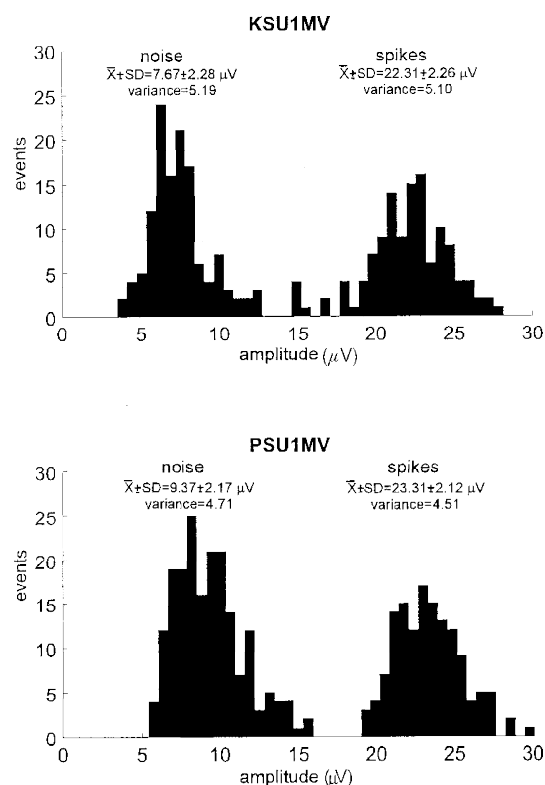 KSU1MV
noise
X̄±SD=7.67±2.28 μV
variance=5.19
spikes
X̄±SD=22.31±2.26 μV
variance=5.10
events
30
25
20
15
10
5
0
0 5 10 15 20 25 30
amplitude (μV)
PSU1MV
noise
X̄±SD=9.37±2.17 μV
variance=4.71
spikes
X̄±SD=23.31±2.12 μV
variance=4.51
events
30
25
20
15
10
5
0
0 5 10 15 20 25 30
amplitude (μV)